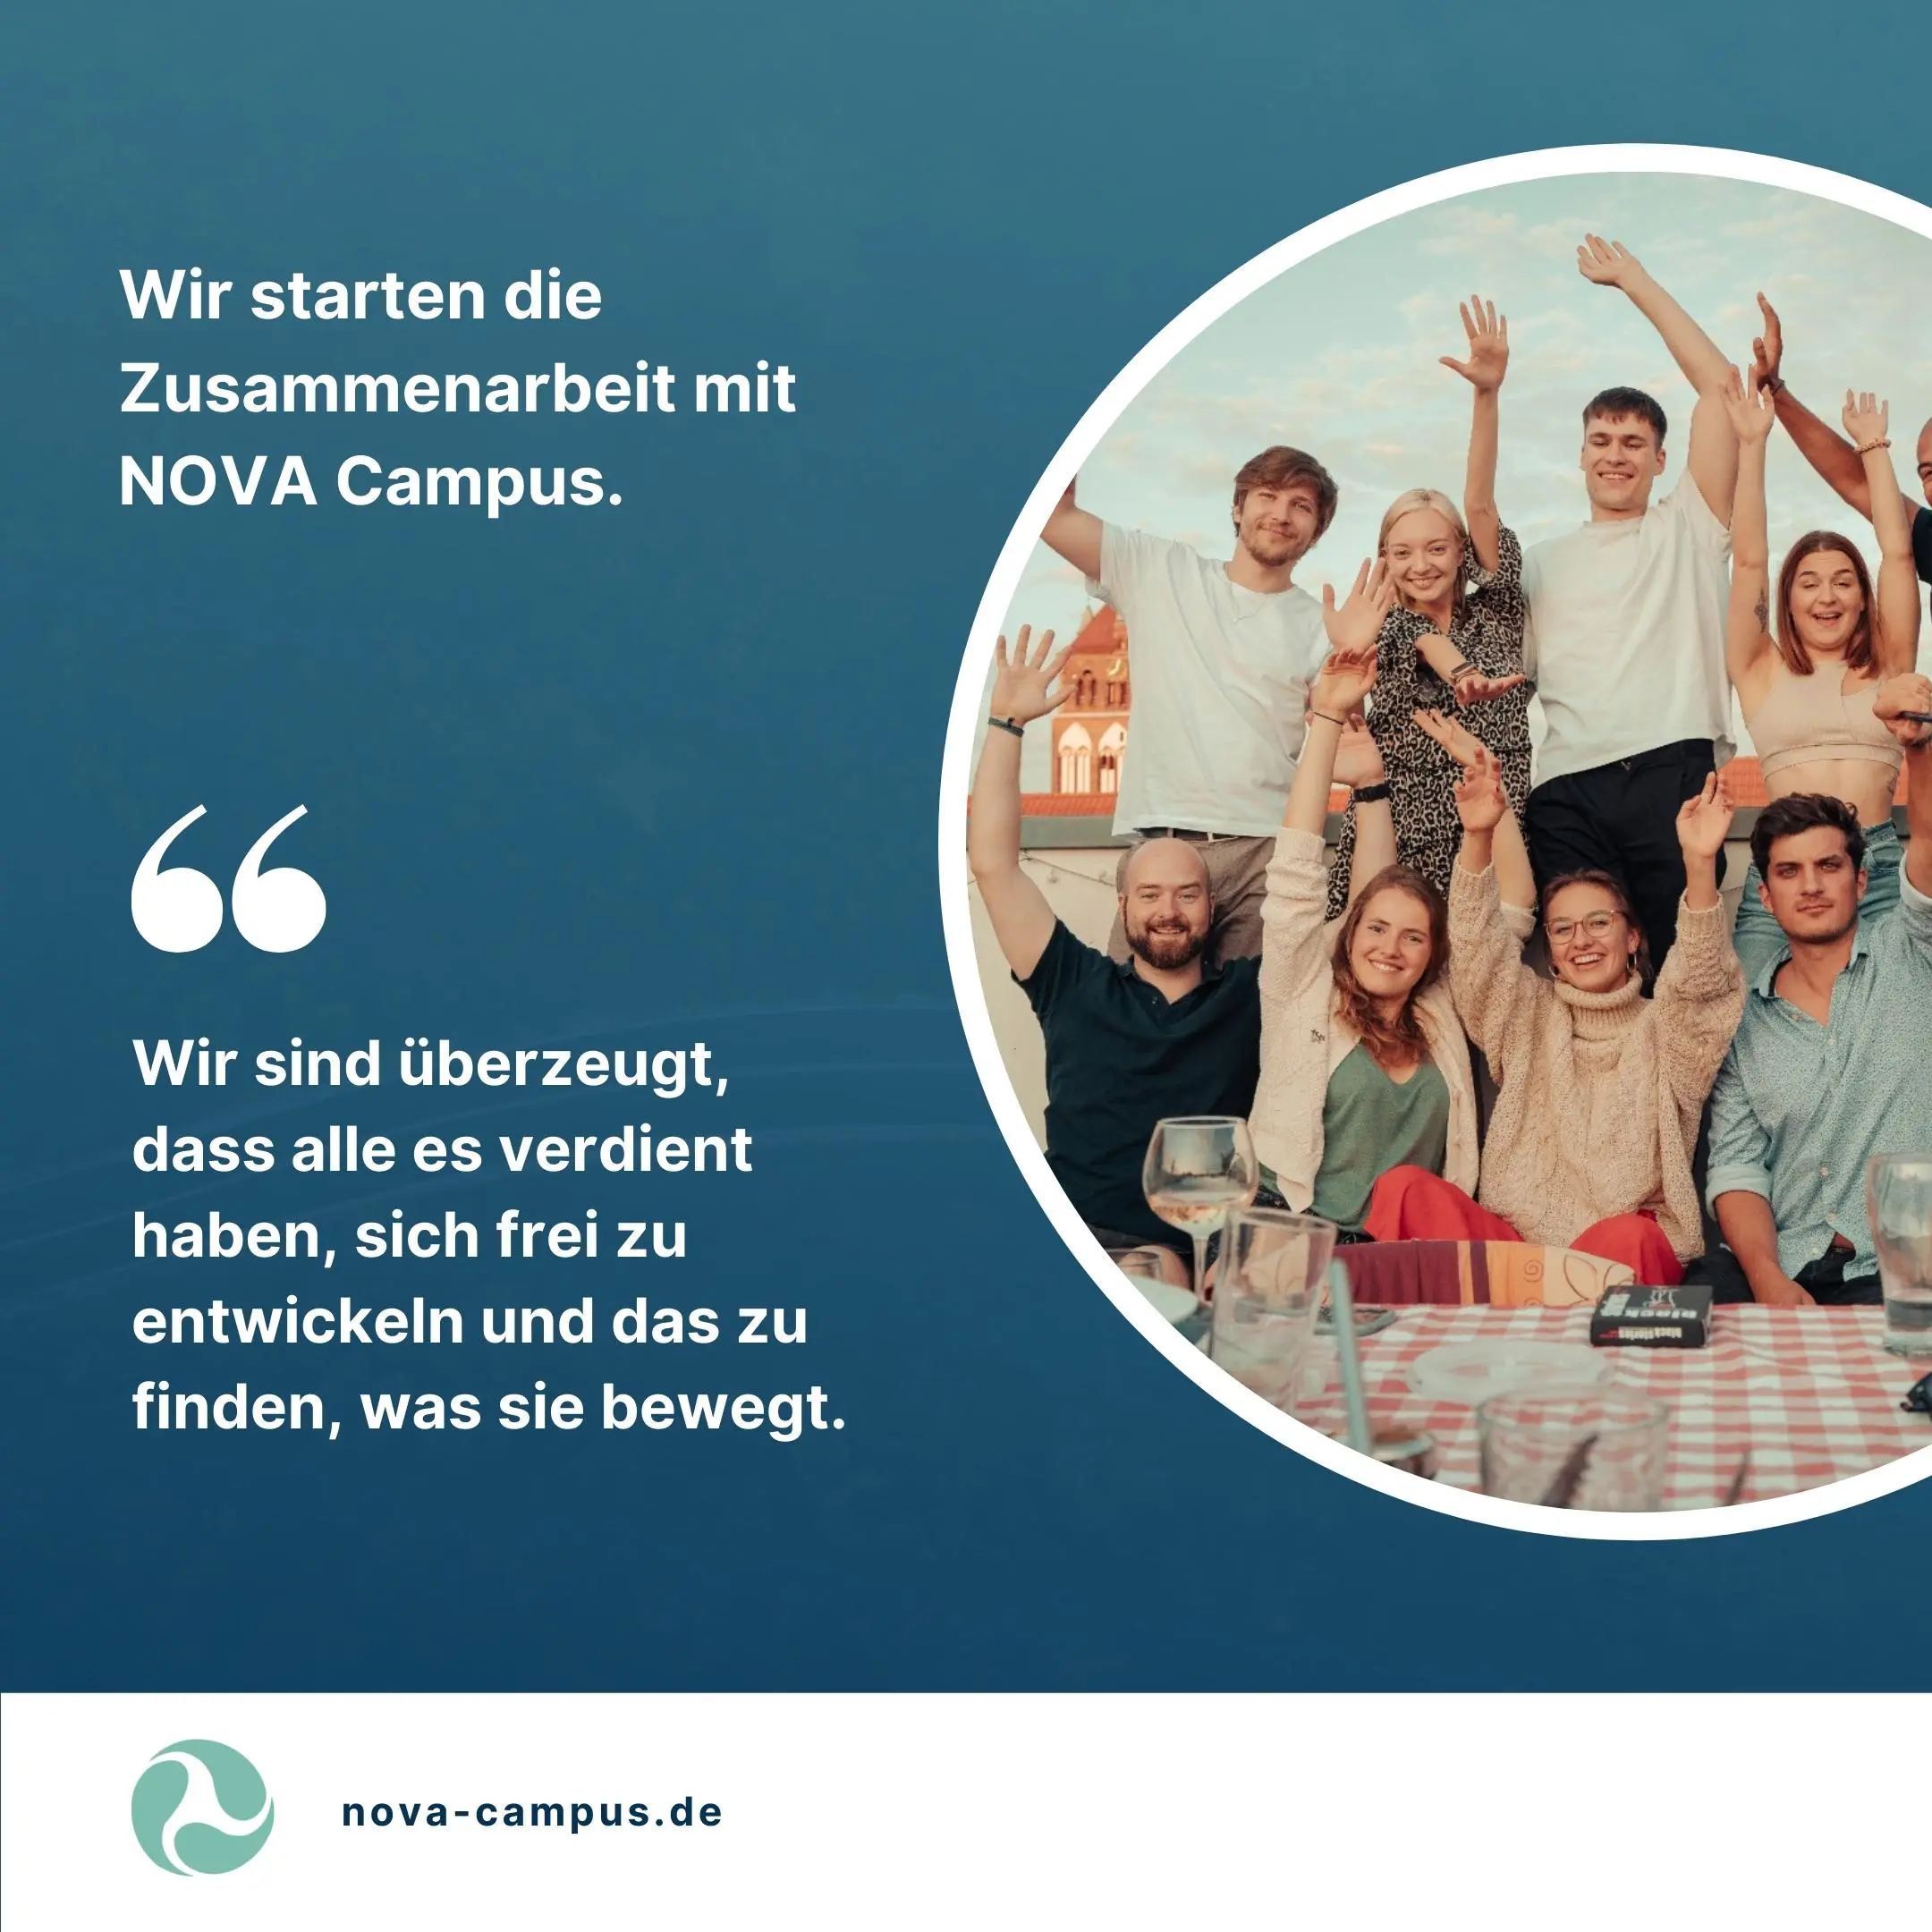 Wir starten die
Zusammenarbeit mit
NOVA Campus.
“
Wir sind überzeugt,
dass alle es verdient
haben, sich frei zu
entwickeln und das zu
finden, was sie bewegt.
nova-campus.de